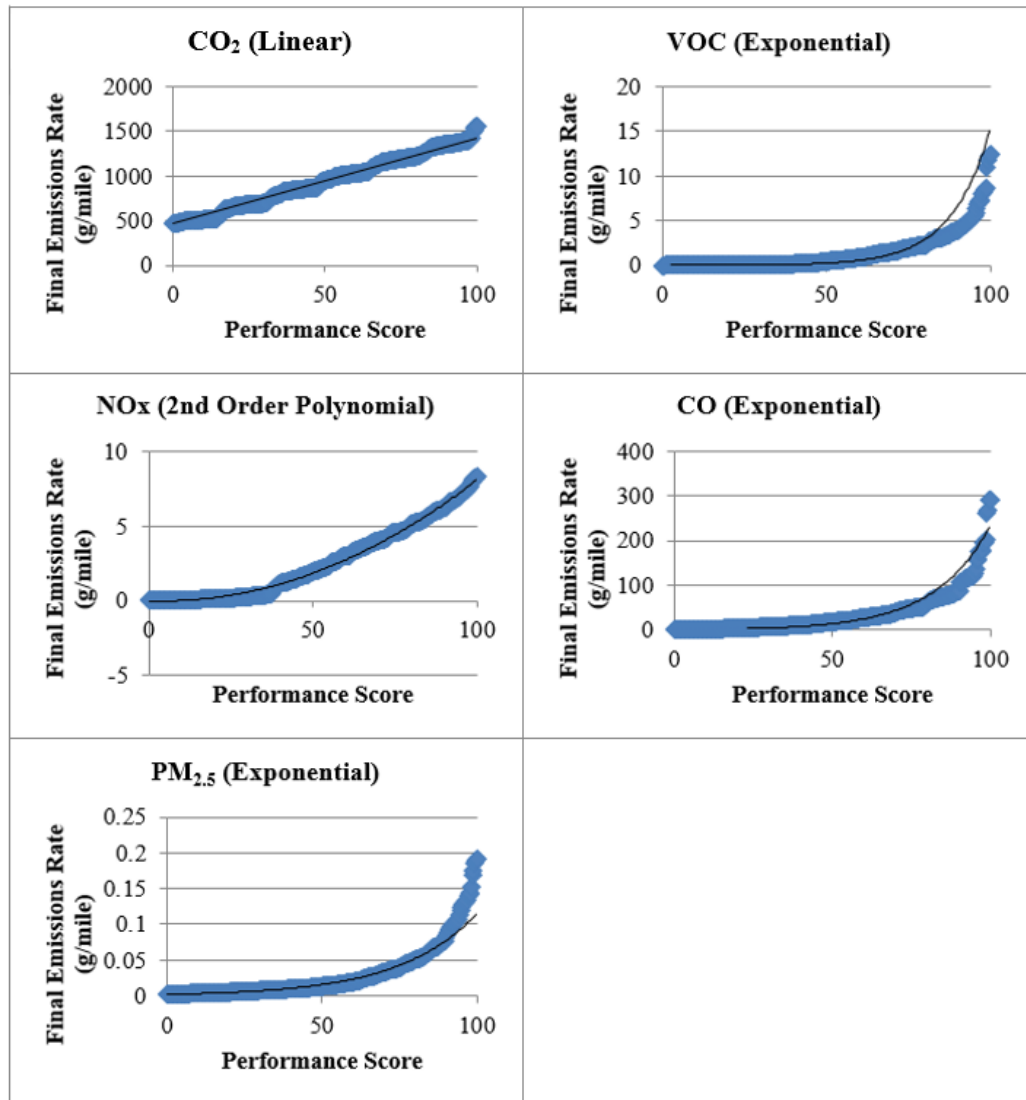 CO₂ (Linear)
Final Emissions Rate
(g/mile)
2000
1500
1000
500
0
0 50 100
Performance Score
VOC (Exponential)
Final Emissions Rate
(g/mile)
20
15
10
5
0
0 50 100
Performance Score
NOx (2nd Order Polynomial)
Final Emissions Rate
(g/mile)
10
5
0
-5
0 50 100
Performance Score
CO (Exponential)
Final Emissions Rate
(g/mile)
400
300
200
100
0
0 50 100
Performance Score
PM₂.₅ (Exponential)
Final Emissions Rate
(g/mile)
0.25
0.2
0.15
0.1
0.05
0
0 50 100
Performance Score